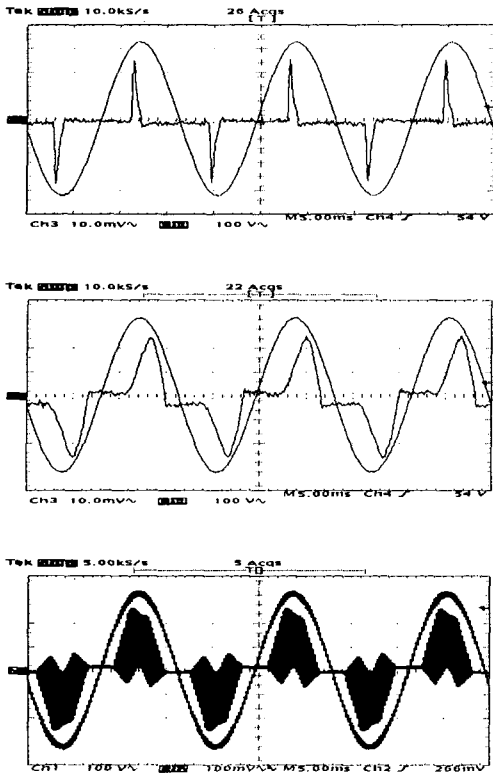 Tek 10.0kS/s 26 Acqs
[T]
Ch3 10.0mV∿ 100 V∿ M5.00ms Ch4 ∫ 54 V
Tek 10.0kS/s 22 Acqs
[T]
Ch3 10.0mV∿ 100 V∿ M5.00ms Ch4 ∫ 54 V
Tek 5.00kS/s 5 Acqs
T
Ch1 100 V∿ 100mV∿ M5.00ms Ch2 ∫ 266mV